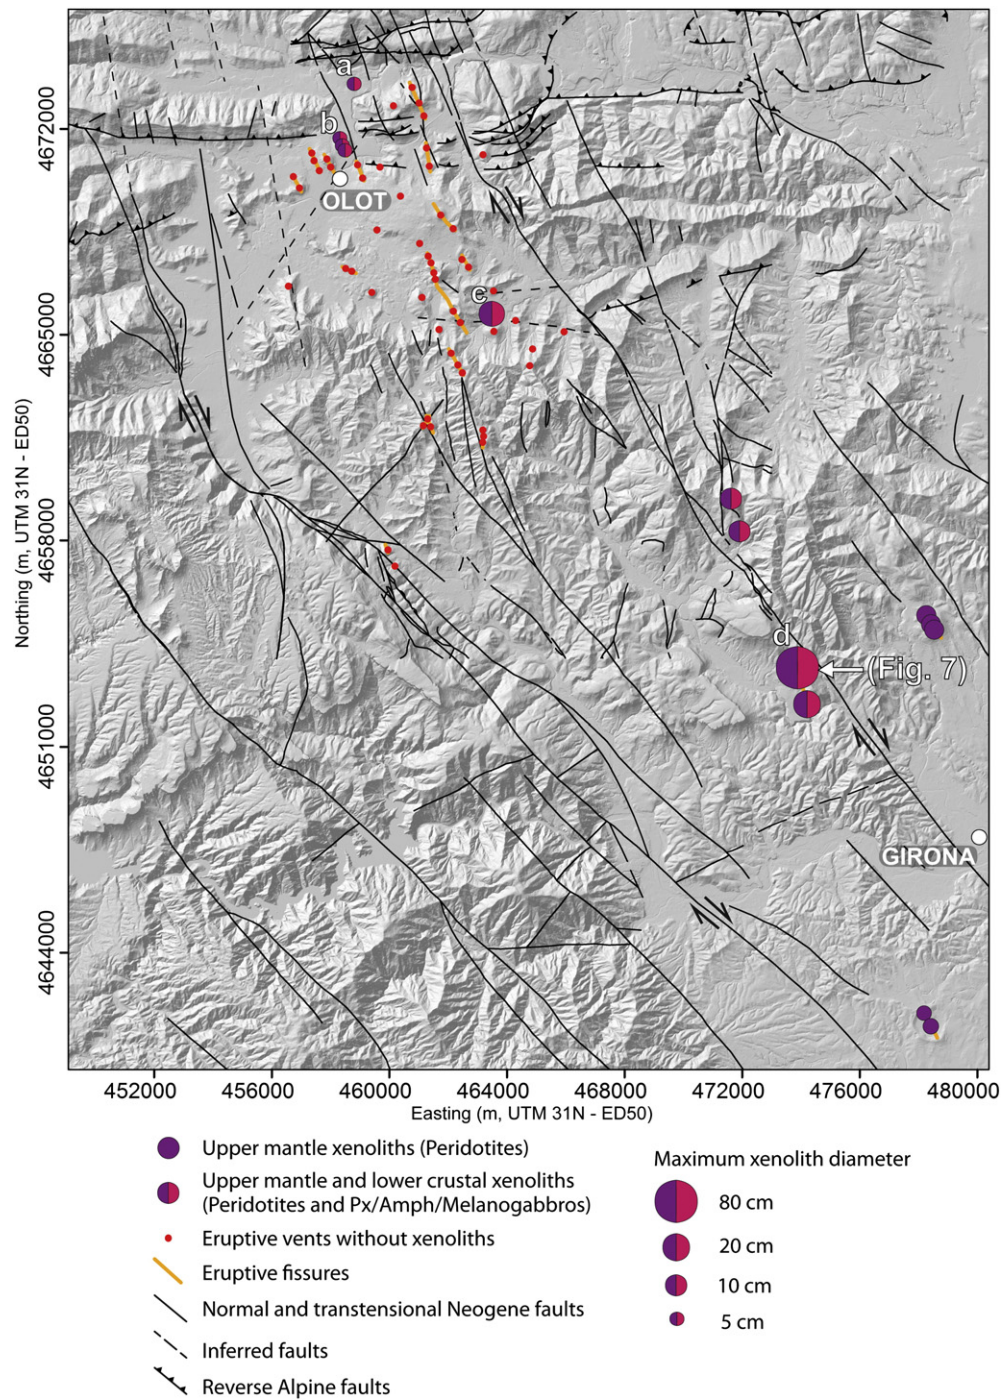 a
b
OLOT
c
d
(Fig. 7)
GIRONA
4672000
4665000
4658000
4651000
4644000
Northing (m, UTM 31N - ED50)
452000 456000 460000 464000 468000 472000 476000 480000
Easting (m, UTM 31N - ED50)
Upper mantle xenoliths (Peridotites)
Upper mantle and lower crustal xenoliths
(Peridotites and Px/Amph/Melanogabbros)
Eruptive vents without xenoliths
Eruptive fissures
Normal and transtensional Neogene faults
Inferred faults
Reverse Alpine faults
Maximum xenolith diameter
80 cm
20 cm
10 cm
5 cm